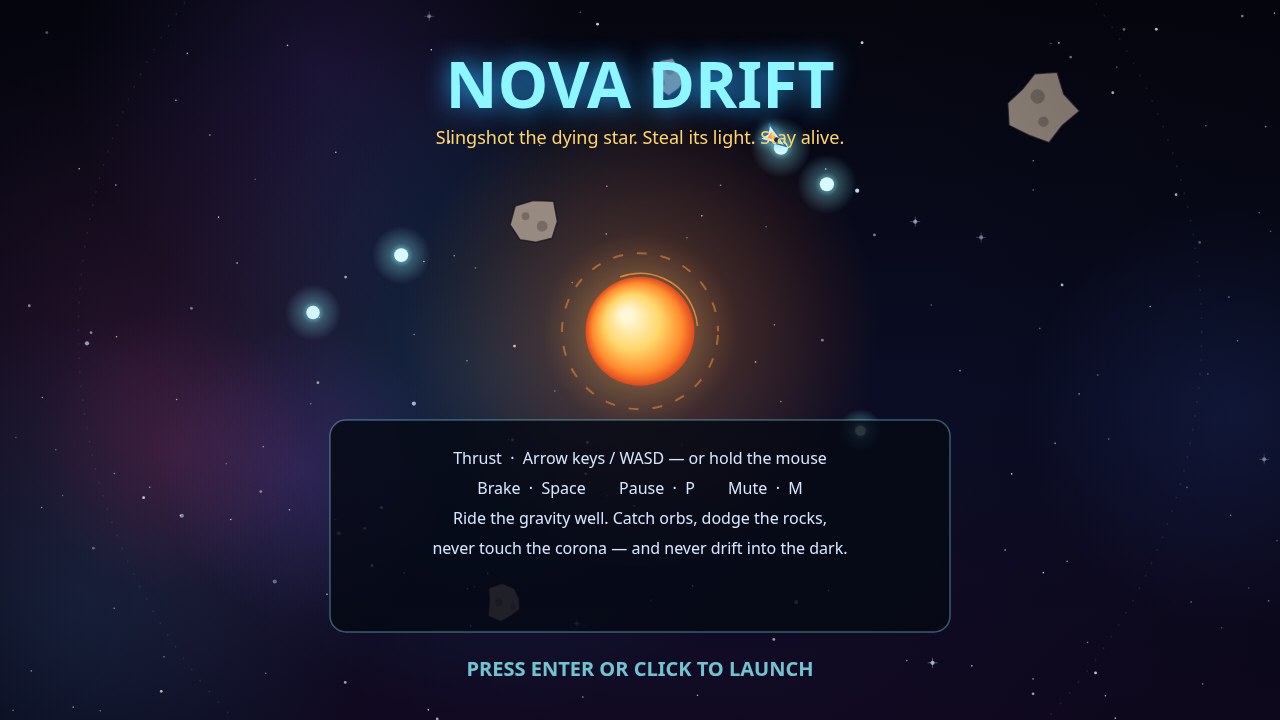 NOVA DRIFT
Slingshot the dying star. Steal its light. Stay alive.
Thrust · Arrow keys / WASD — or hold the mouse
Brake · Space Pause · P Mute · M
Ride the gravity well. Catch orbs, dodge the rocks,
never touch the corona — and never drift into the dark.
PRESS ENTER OR CLICK TO LAUNCH